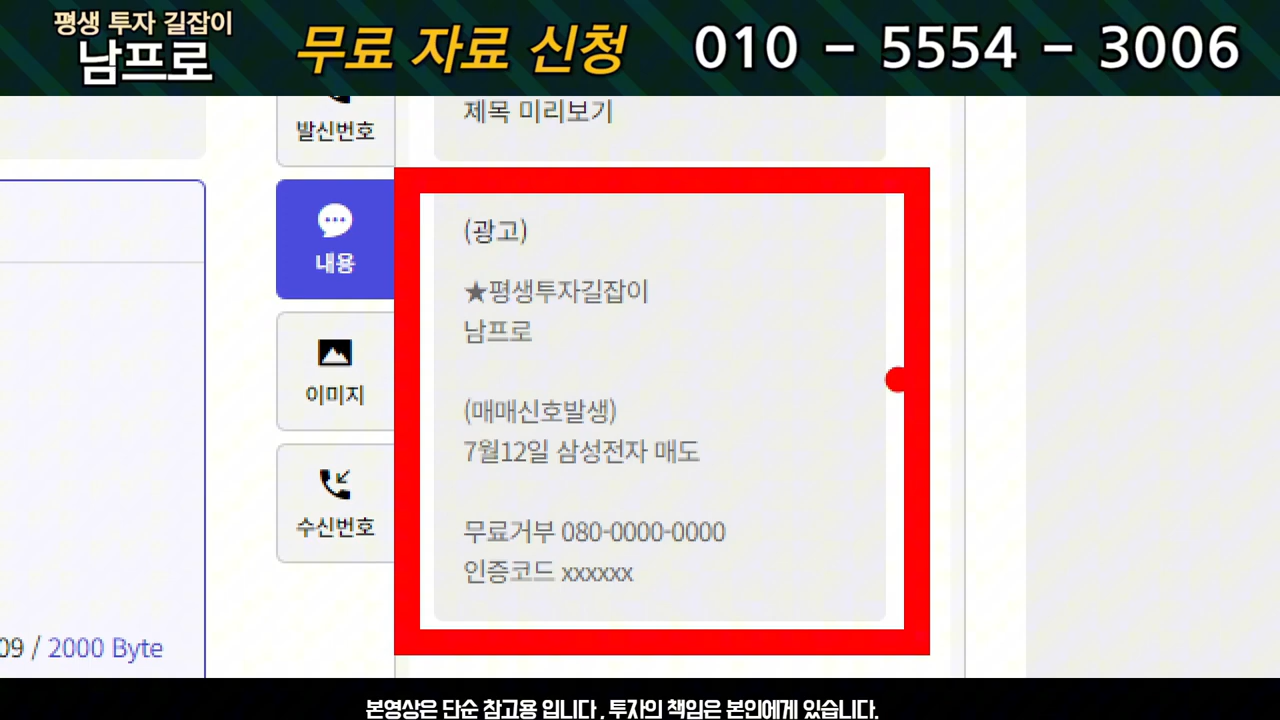 평생 투자 길잡이
남프로
무료 자료 신청
010 - 5554 - 3006
제목 미리보기
발신번호
내용
이미지
수신번호
(광고)
★평생투자길잡이
남프로
(매매신호발생)
7월12일 삼성전자 매도
무료거부 080-0000-0000
인증코드 xxxxxx
09 / 2000 Byte
본영상은 단순 참고용 입니다 , 투자의 책임은 본인에게 있습니다.